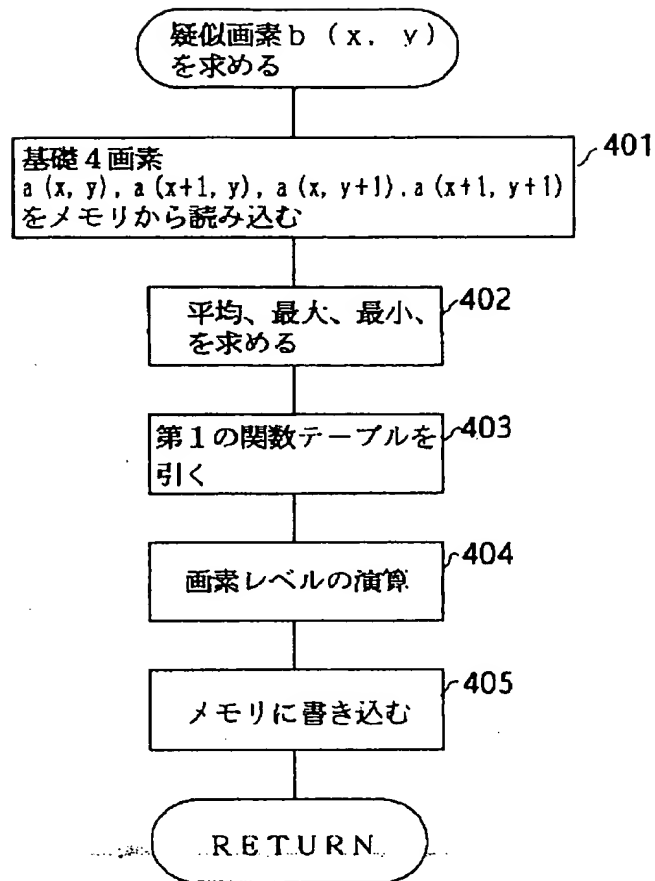 疑似画素b (x, y)
を求める
401
基礎4画素
a(x, y), a(x+1, y), a(x, y+1). a(x+1, y+1)
をメモリから読み込む
402
平均、最大、最小、
を求める
403
第1の関数テーブルを
引く
404
画素レベルの演算
405
メモリに書き込む
RETURN